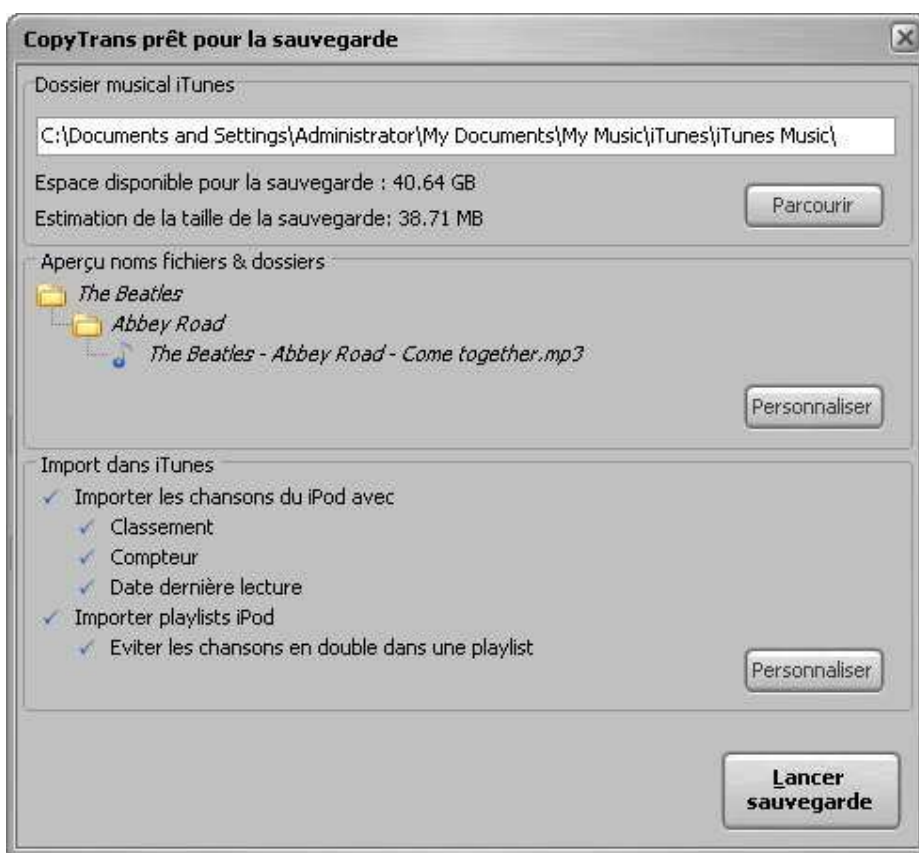 CopyTrans prêt pour la sauvegarde
Dossier musical iTunes
C:\Documents and Settings\Administrator\My Documents\My Music\iTunes\iTunes Music\
Espace disponible pour la sauvegarde : 40.64 GB
Estimation de la taille de la sauvegarde: 38.71 MB
Parcourir
Aperçu noms fichiers & dossiers
The Beatles
Abbey Road
The Beatles - Abbey Road - Come together.mp3
Personnaliser
Import dans iTunes
Importer les chansons du iPod avec
Classement
Compteur
Date dernière lecture
Importer playlists iPod
Eviter les chansons en double dans une playlist
Personnaliser
Lancer
sauvegarde